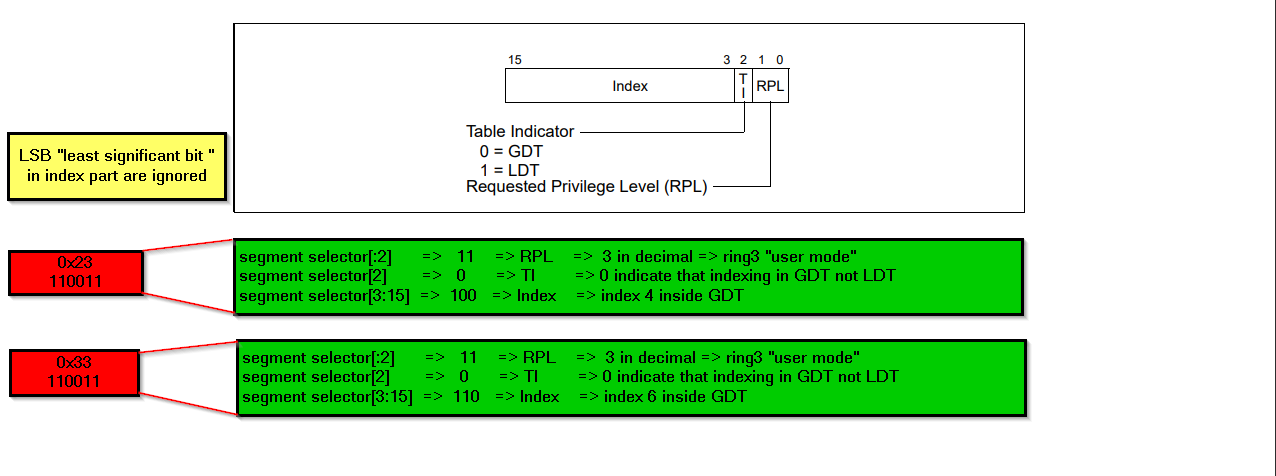 15 3 2 1 0
Index TI RPL
Table Indicator
0 = GDT
1 = LDT
Requested Privilege Level (RPL)
LSB "least significant bit "
in index part are ignored
0x23
110011
segment selector[:2] => 11 => RPL => 3 in decimal => ring3 "user mode"
segment selector[2] => 0 => TI => 0 indicate that indexing in GDT not LDT
segment selector[3:15] => 100 => Index => index 4 inside GDT
0x33
110011
segment selector[:2] => 11 => RPL => 3 in decimal => ring3 "user mode"
segment selector[2] => 0 => TI => 0 indicate that indexing in GDT not LDT
segment selector[3:15] => 110 => Index => index 6 inside GDT